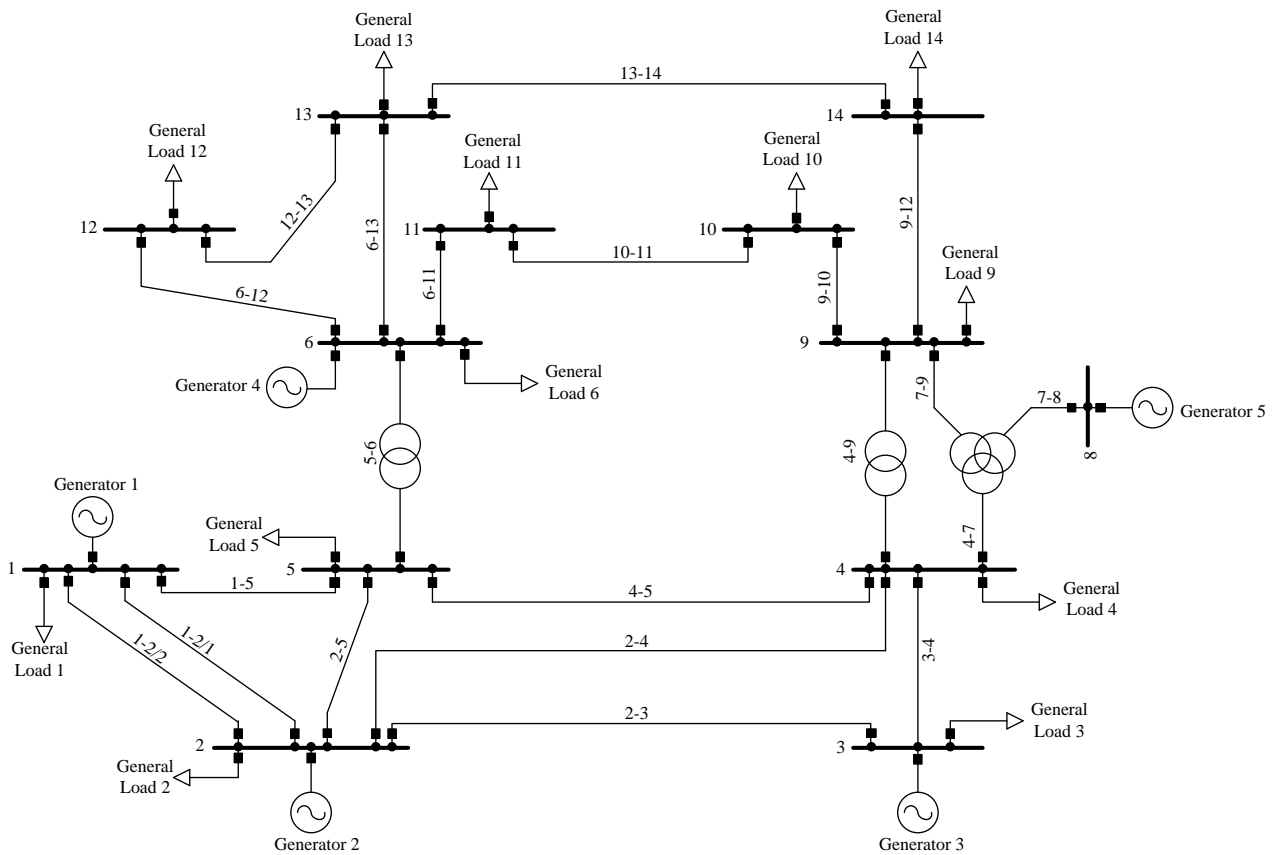 General
Load 13
General
Load 14
13-14
13
14
General
Load 12
General
Load 11
General
Load 10
12-13
6-13
9-12
12
11
10
10-11
6-11
9-10
General
Load 9
6-12
6
9
Generator 4
General
Load 6
7-9
7-8
Generator 5
8
5-6
4-9
Generator 1
General
Load 5
4-7
1
5
4
1-5
4-5
General
Load 4
General
Load 1
1-2/2
1-2/1
2-5
2-4
3-4
2-3
General
Load 3
2
3
General
Load 2
Generator 2
Generator 3